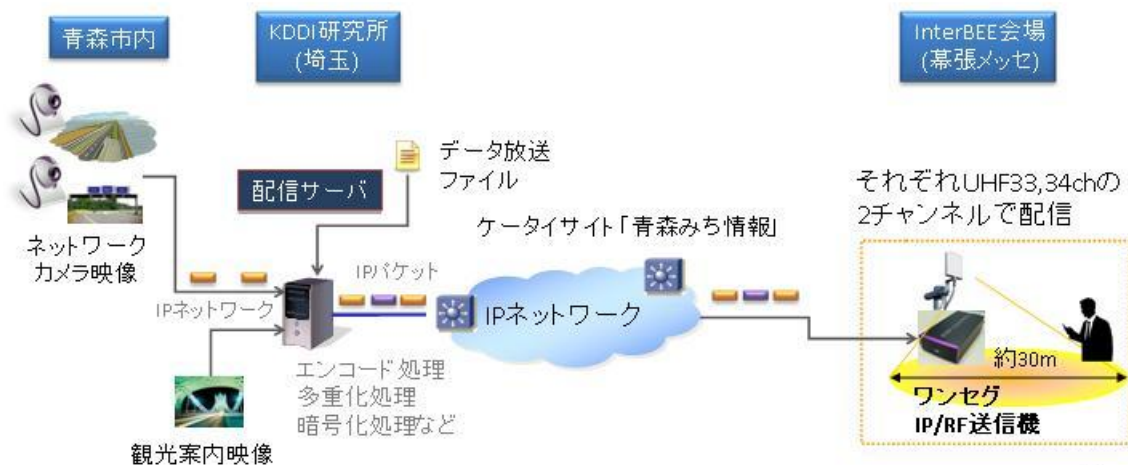 青森市内
KDDI研究所
(埼玉)
InterBEE会場
(幕張メッセ)
データ放送
ファイル
配信サーバ
それぞれUHF33,34chの
2チャンネルで配信
ケータイサイト「青森みち情報」
ネットワーク
カメラ映像
IPネットワーク
IPパケット
IPネットワーク
エンコード処理
多重化処理
暗号化処理など
観光案内映像
約30m
ワンセグ
IP/RF送信機